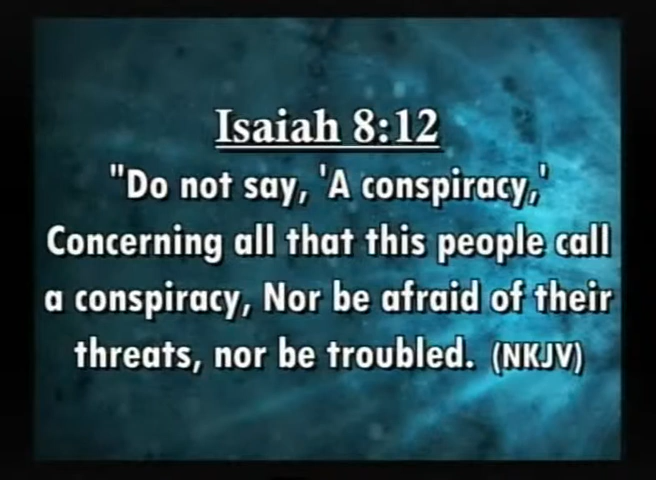 Isaiah 8:12
"Do not say, 'A conspiracy,'
Concerning all that this people call
a conspiracy, Nor be afraid of their
threats, nor be troubled. (NKJV)